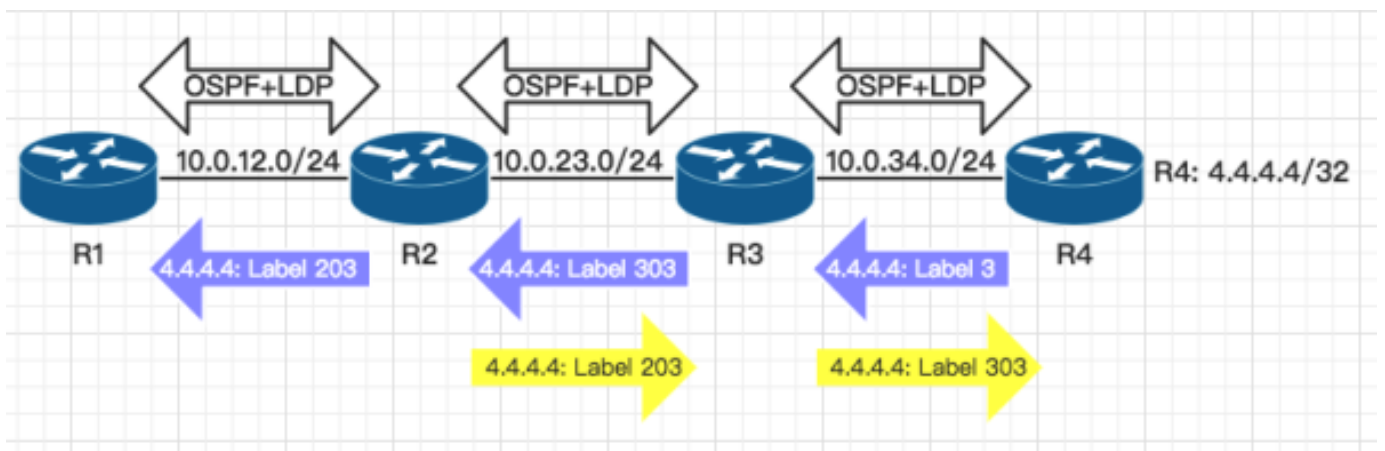 OSPF+LDP
OSPF+LDP
OSPF+LDP
10.0.12.0/24
10.0.23.0/24
10.0.34.0/24
R4: 4.4.4.4/32
R1
R2
R3
R4
4.4.4.4: Label 203
4.4.4.4: Label 303
4.4.4.4: Label 3
4.4.4.4: Label 203
4.4.4.4: Label 303